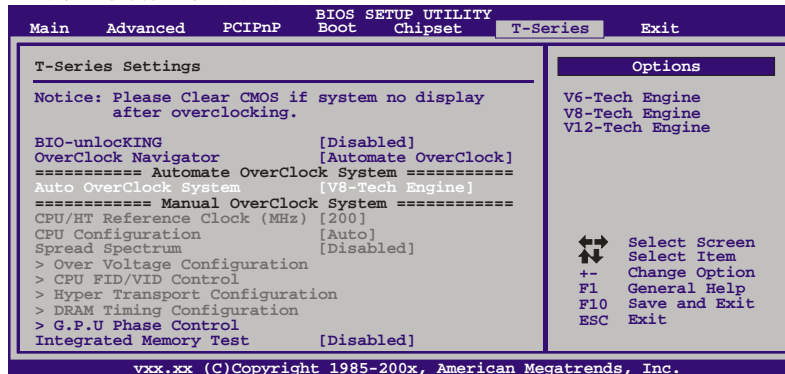 BIOS SETUP UTILITY
Main Advanced PCIPnP Boot Chipset T-Series Exit
T-Series Settings
Notice: Please Clear CMOS if system no display
after overclocking.
BIO-unlocKING [Disabled]
OverClock Navigator [Automate OverClock]
=========== Automate OverClock System ===========
Auto OverClock System [V8-Tech Engine]
============ Manual OverClock System ============
CPU/HT Reference Clock (MHz) [200]
CPU Configuration [Auto]
Spread Spectrum [Disabled]
> Over Voltage Configuration
> CPU FID/VID Control
> Hyper Transport Configuration
> DRAM Timing Configuration
> G.P.U Phase Control
Integrated Memory Test [Disabled]
Options
V6-Tech Engine
V8-Tech Engine
V12-Tech Engine
Select Screen
Select Item
+- Change Option
F1 General Help
F10 Save and Exit
ESC Exit
vxx.xx (C)Copyright 1985-200x, American Megatrends, Inc.